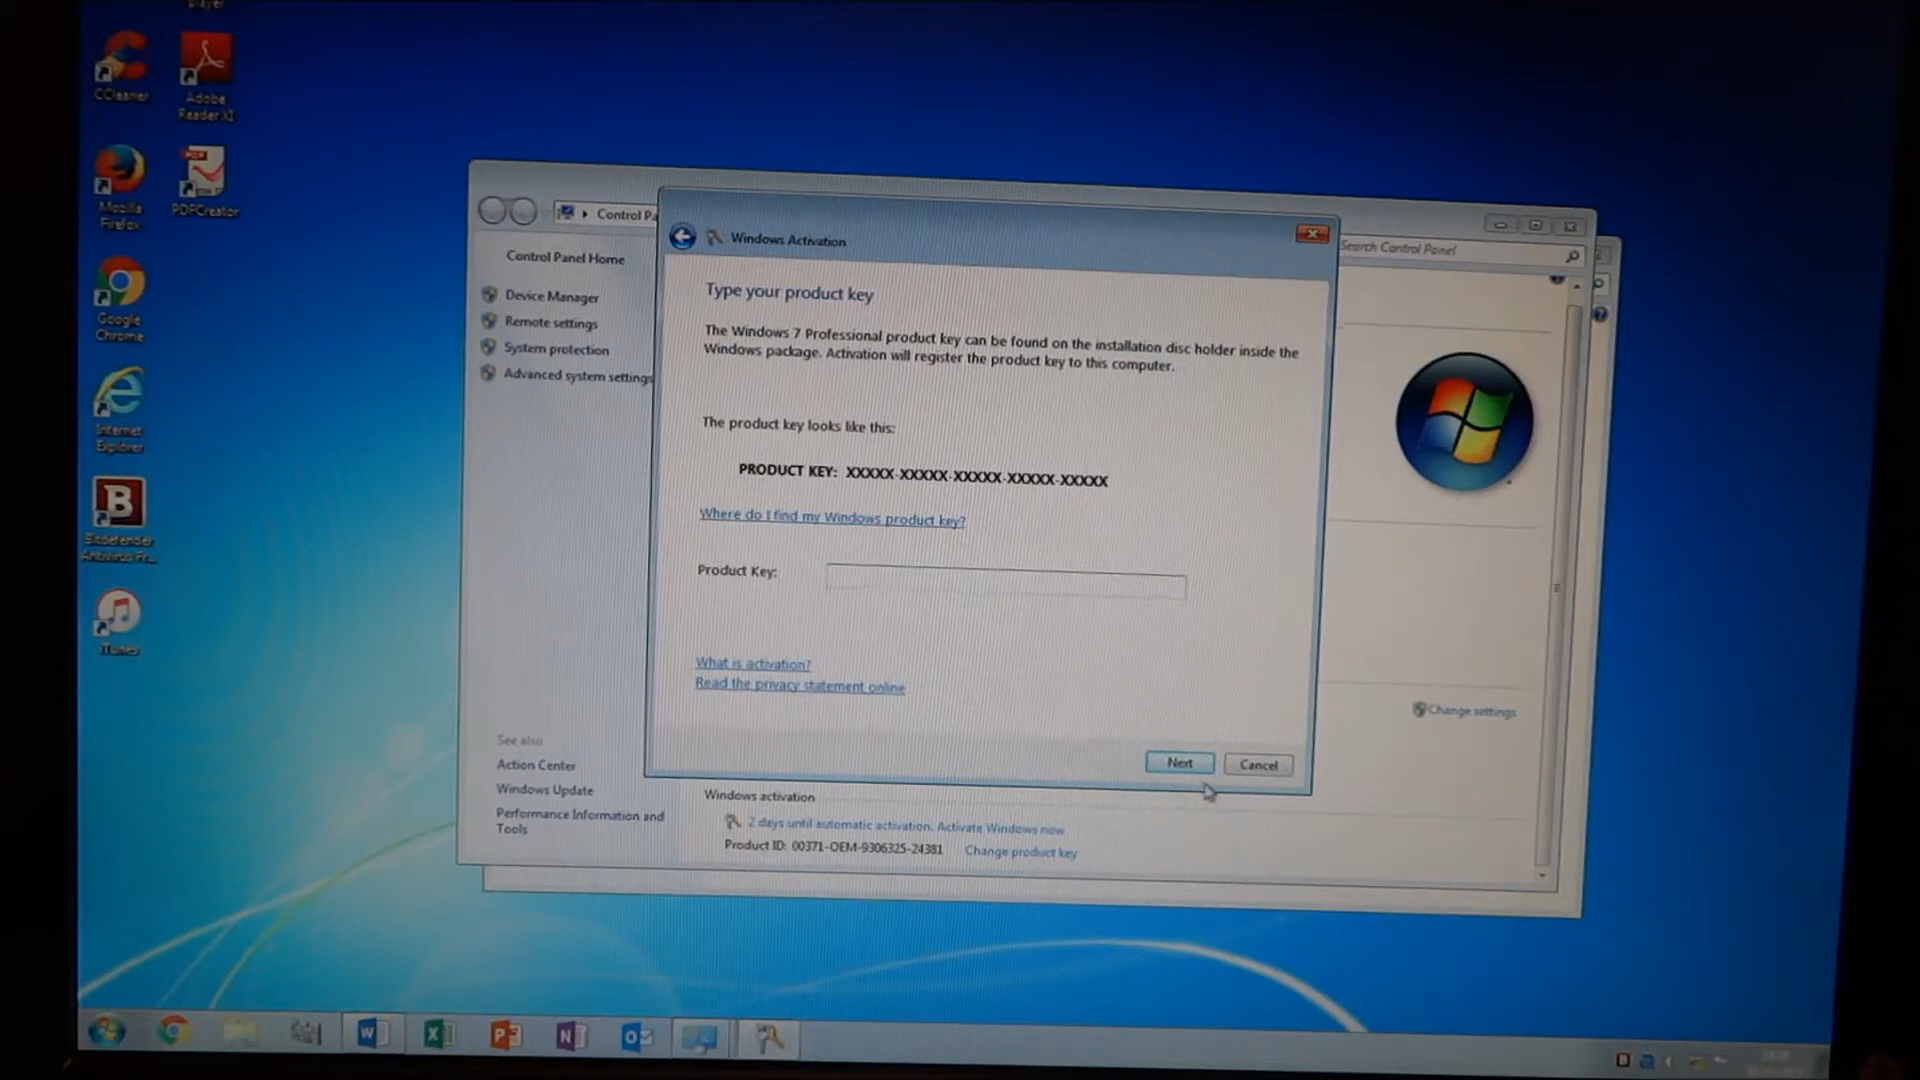 player
CCleaner
Adobe
Reader XI
Mozilla
Firefox
PDFCreator
Google
Chrome
Internet
Explorer
Bitdefender
Antivirus Fr...
iTunes
Control Pa
Search Control Panel
Control Panel Home
Device Manager
Remote settings
System protection
Advanced system settings
See also
Action Center
Windows Update
Performance Information and
Tools
Windows Activation
Type your product key
The Windows 7 Professional product key can be found on the installation disc holder inside the
Windows package. Activation will register the product key to this computer.
The product key looks like this:
PRODUCT KEY: XXXXX-XXXXX-XXXXX-XXXXX-XXXXX
Where do I find my Windows product key?
Product Key:
What is activation?
Read the privacy statement online
Next
Cancel
Change settings
Windows activation
2 days until automatic activation. Activate Windows now
Product ID: 00371-OEM-9306325-24381
Change product key